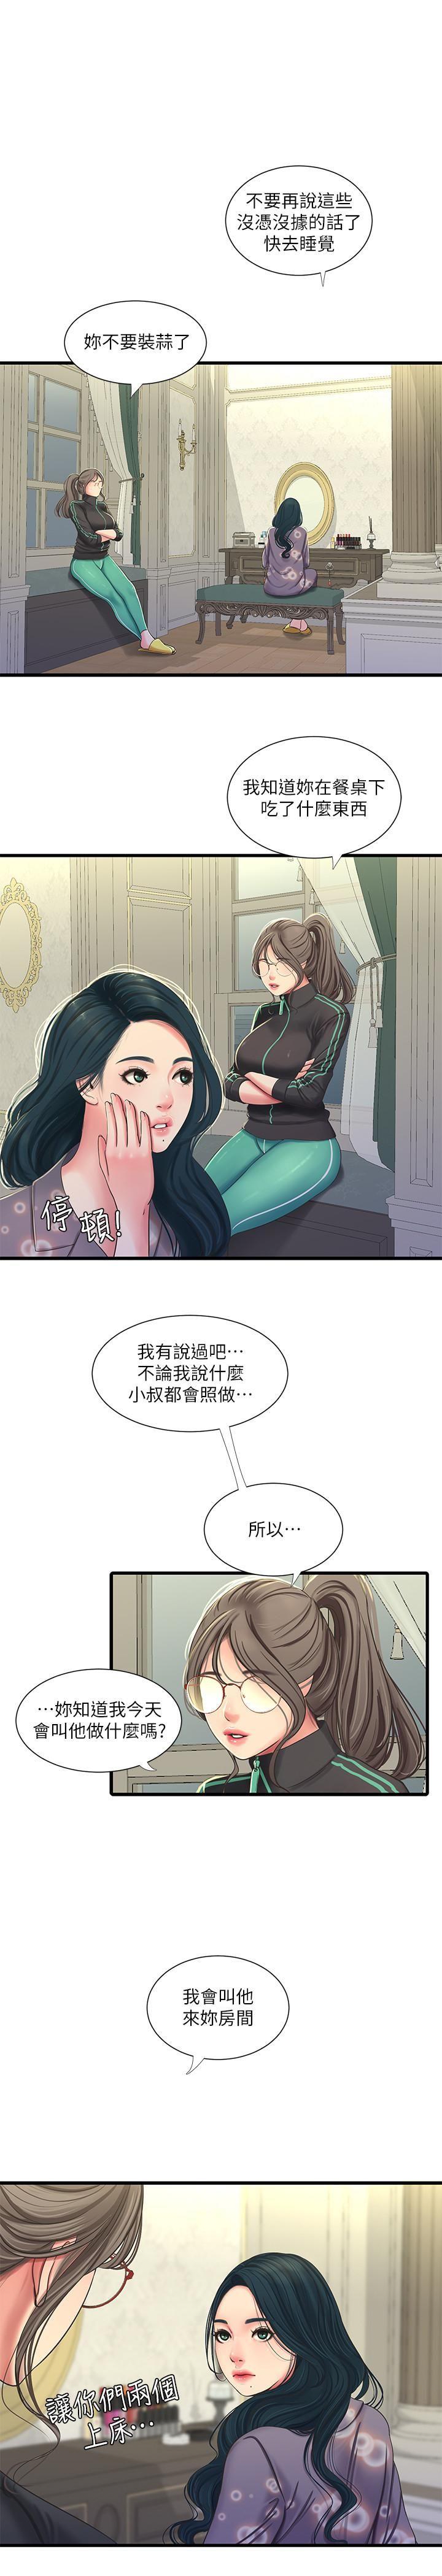 不要再說這些
沒憑沒據的話了
快去睡覺
妳不要裝蒜了
我知道妳在餐桌下
吃了什麼東西
停頓!
我有說過吧…
不論我說什麼
小叔都會照做…
所以…
…妳知道我今天
會叫他做什麼嗎?
我會叫他
來妳房間
讓你們兩個
上床…